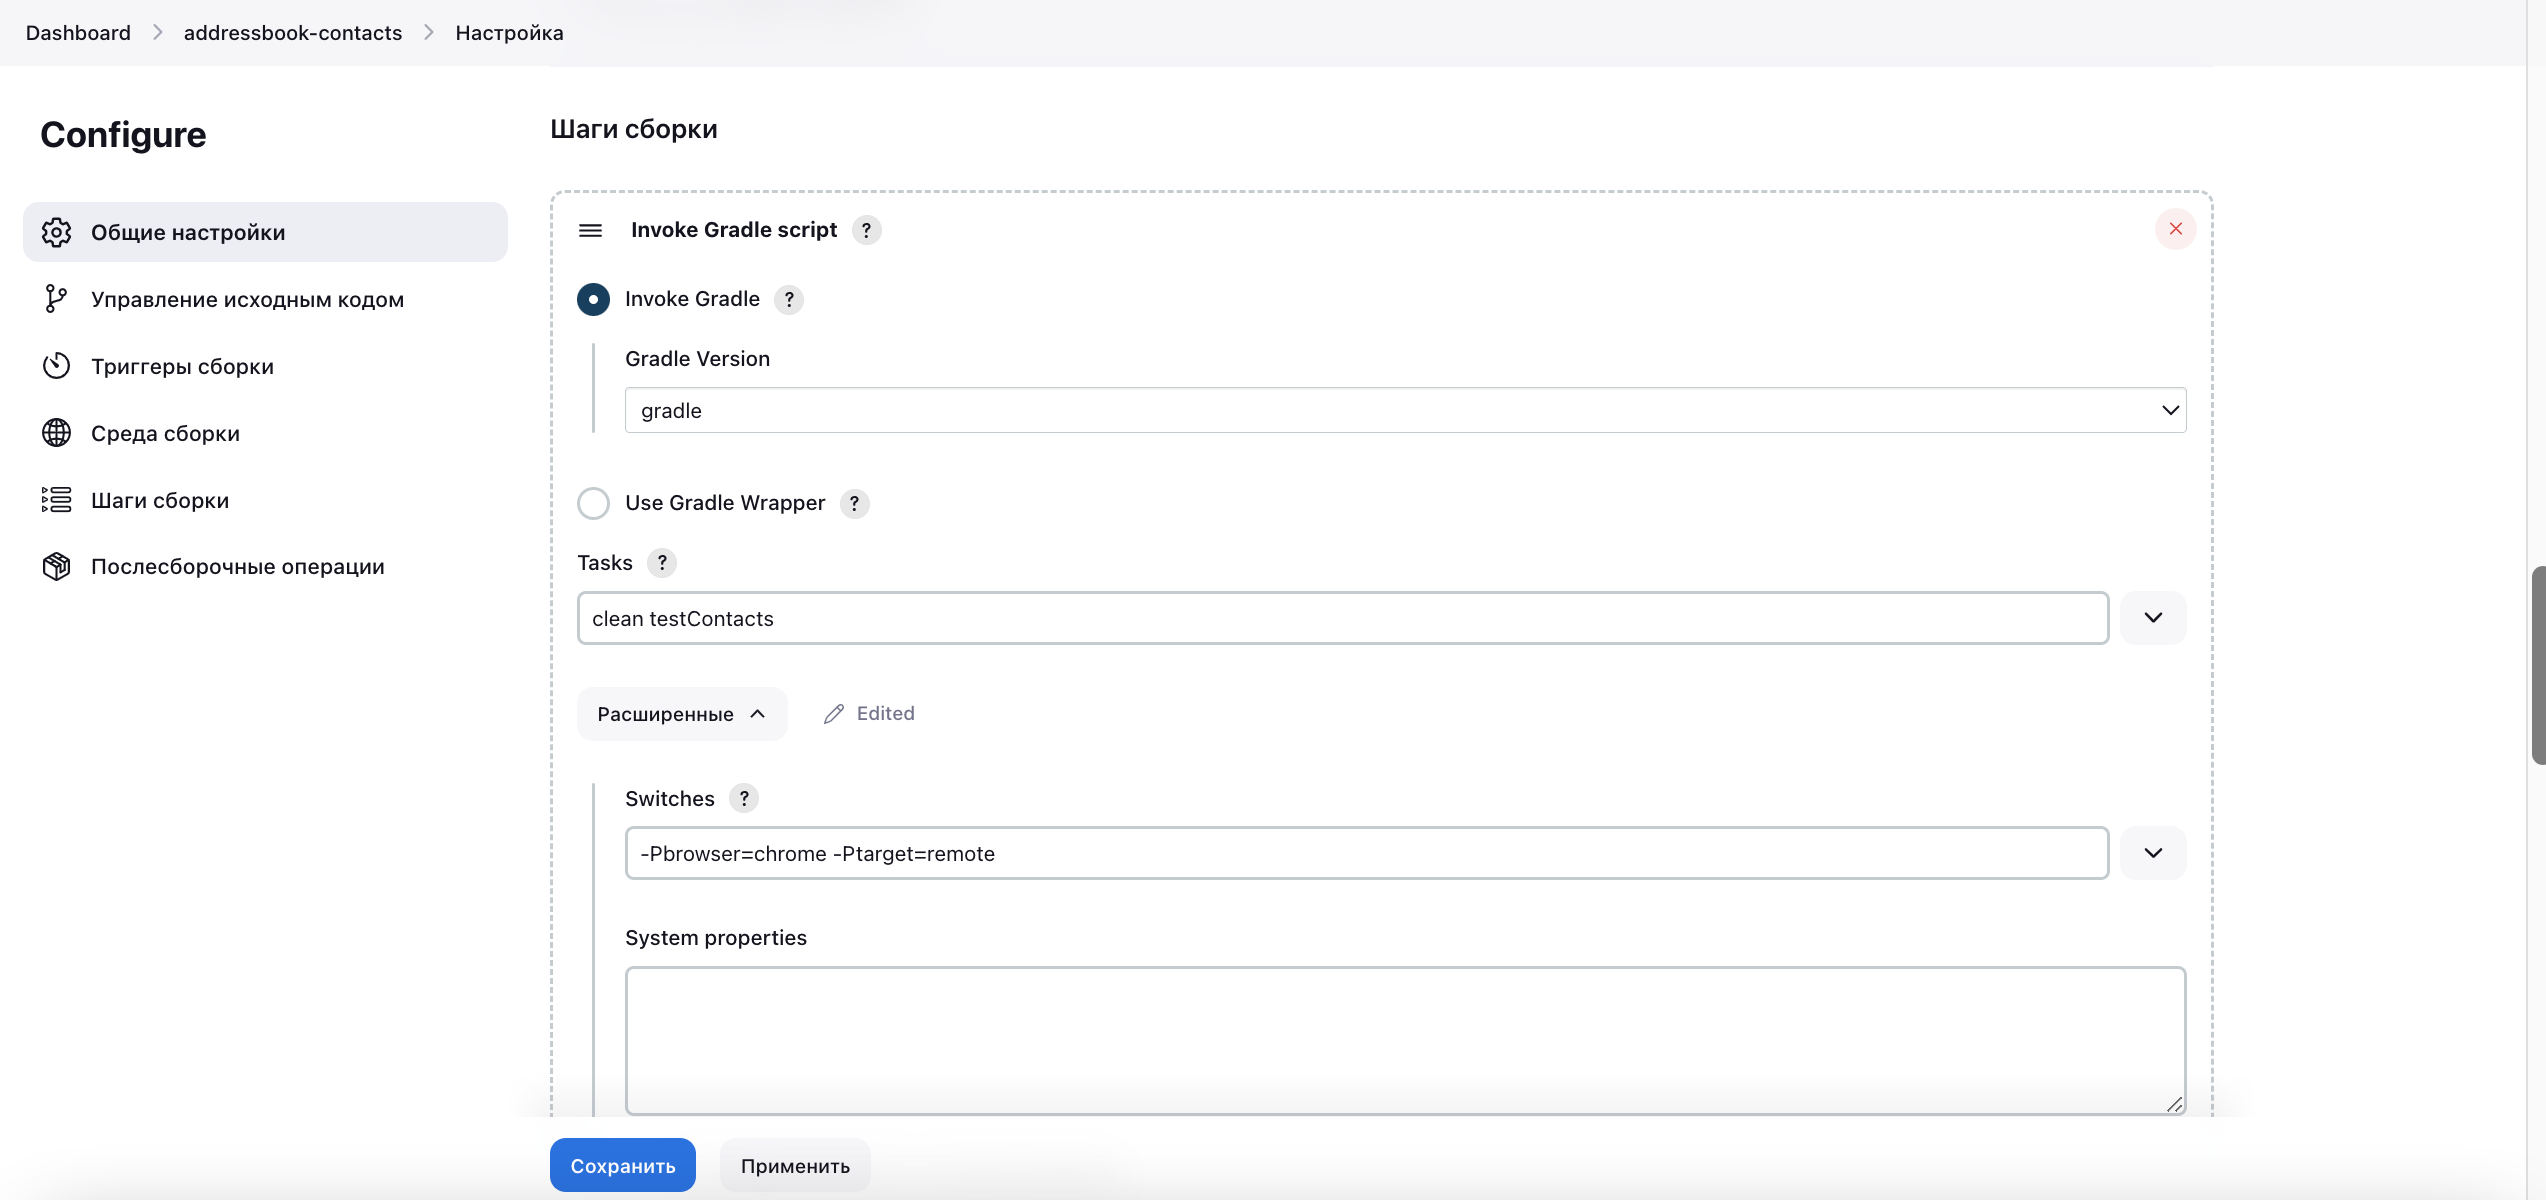 Dashboard > addressbook-contacts > Настройка
Configure
Общие настройки
Управление исходным кодом
Триггеры сборки
Среда сборки
Шаги сборки
Послесборочные операции
Шаги сборки
Invoke Gradle script ?
Invoke Gradle ?
Gradle Version
gradle
Use Gradle Wrapper ?
Tasks ?
clean testContacts
Расширенные
Edited
Switches ?
-Pbrowser=chrome -Ptarget=remote
System properties
Сохранить
Применить